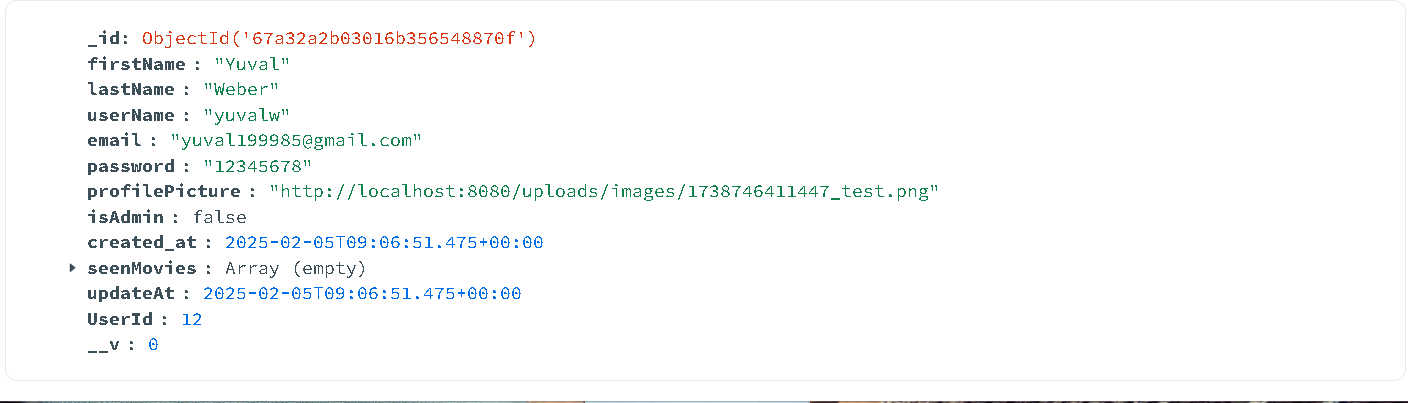 _id: ObjectId('67a32a2b03016b356548870f')
firstName : "Yuval"
lastName : "Weber"
userName : "yuvalw"
email : "yuval199985@gmail.com"
password : "12345678"
profilePicture : "http://localhost:8080/uploads/images/1738746411447_test.png"
isAdmin : false
created_at : 2025-02-05T09:06:51.475+00:00
seenMovies : Array (empty)
updateAt : 2025-02-05T09:06:51.475+00:00
UserId : 12
__v : 0